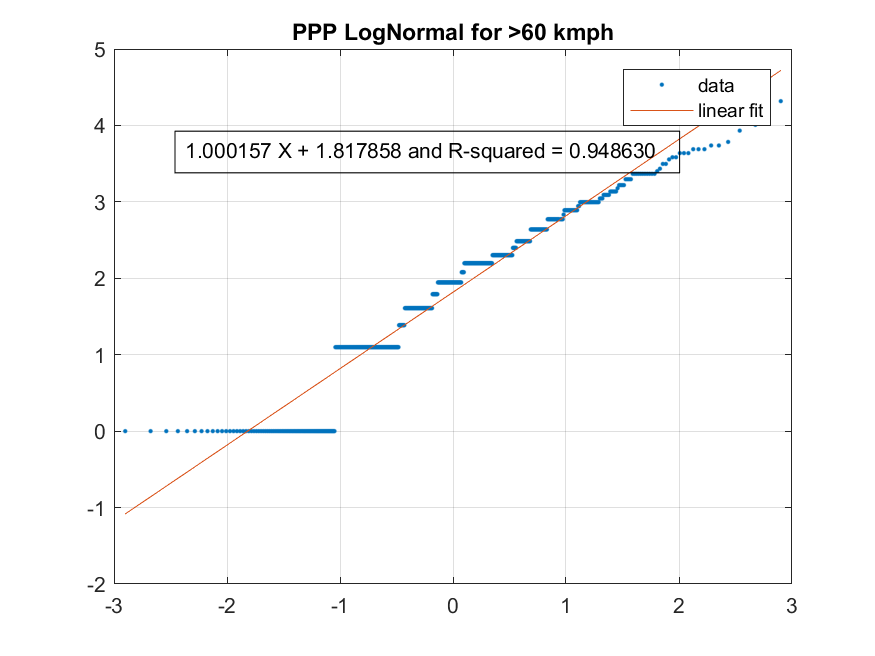 PPP LogNormal for >60 kmph
5
data
linear fit
4
1.000157 X + 1.817858 and R-squared = 0.948630
3
2
1
0
-1
-2
-3 -2 -1 0 1 2 3